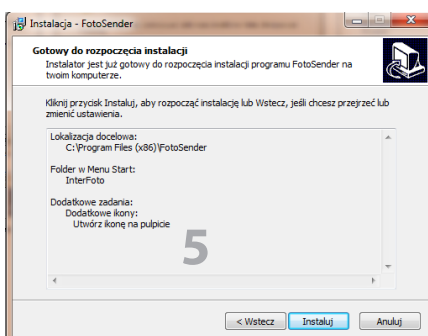 Instalacja - FotoSender
Gotowy do rozpoczęcia instalacji
Instalator jest już gotowy do rozpoczęcia instalacji programu FotoSender na
twoim komputerze.
Kliknij przycisk Instaluj, aby rozpocząć instalację lub Wstecz, jeśli chcesz przejrzeć lub
zmienić ustawienia.
Lokalizacja docelowa:
C:\Program Files (x86)\FotoSender
Folder w Menu Start:
InterFoto
Dodatkowe zadania:
Dodatkowe ikony:
Utwórz ikonę na pulpicie
5
< Wstecz
Instaluj
Anuluj